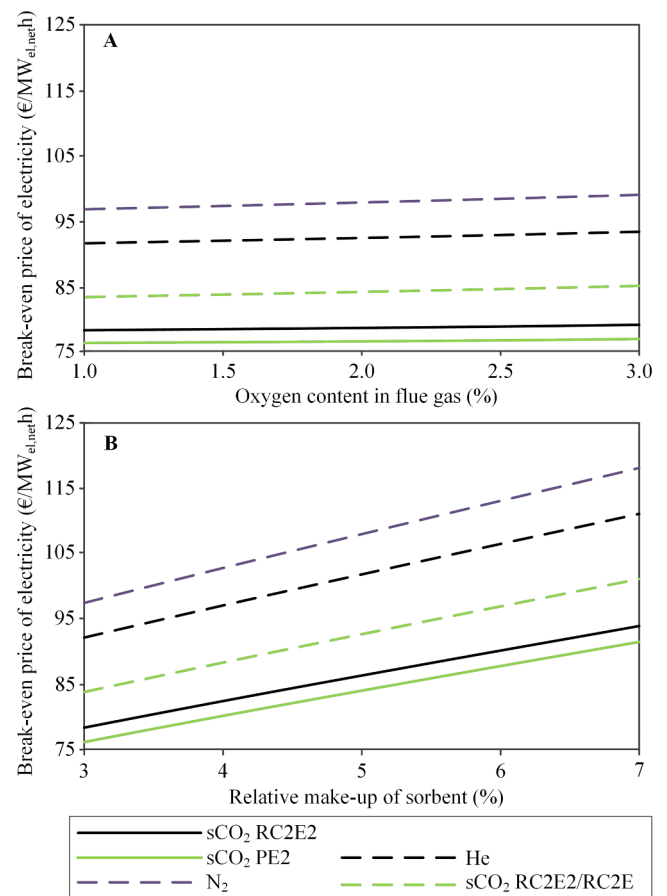 Break-even price of electricity (€/MWel,neth)
A
125
115
105
95
85
75
1.0 1.5 2.0 2.5 3.0
Oxygen content in flue gas (%)
Break-even price of electricity (€/MWel,neth)
B
125
115
105
95
85
75
3 4 5 6 7
Relative make-up of sorbent (%)
sCO₂ RC2E2
sCO₂ PE2
N₂
He
sCO₂ RC2E2/RC2E